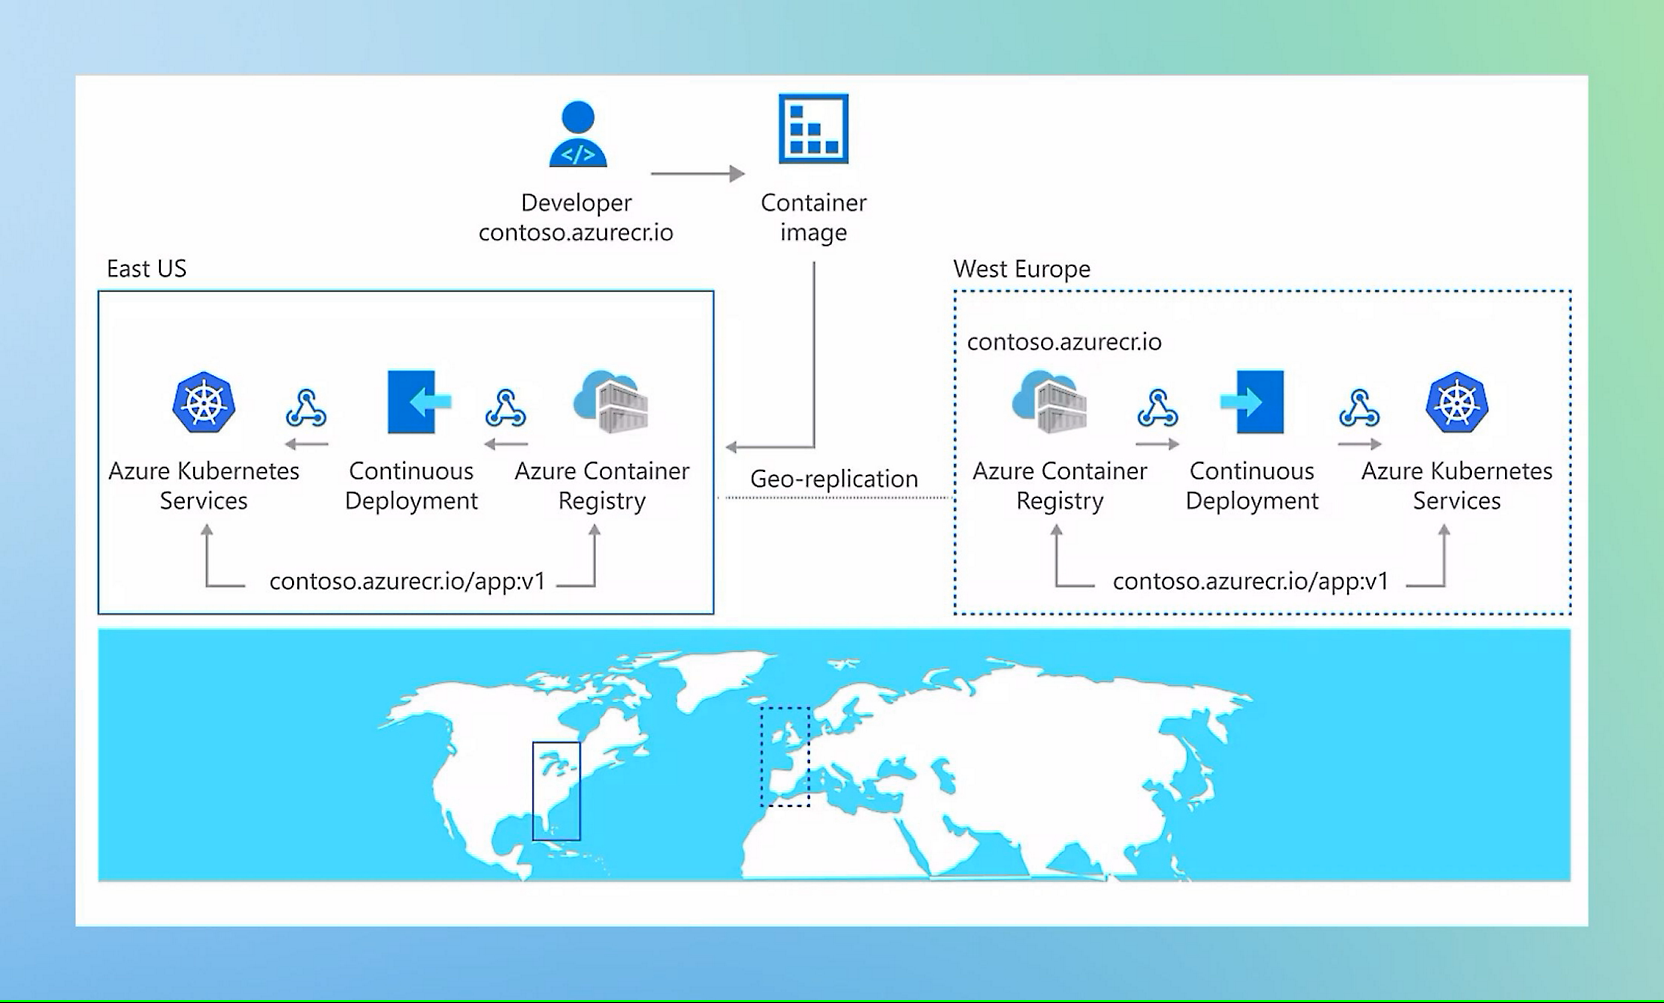 </>
Developer
contoso.azurecr.io
Container
image
East US
Azure Kubernetes
Services
Continuous
Deployment
Azure Container
Registry
contoso.azurecr.io/app:v1
Geo-replication
West Europe
contoso.azurecr.io
Azure Container
Registry
Continuous
Deployment
Azure Kubernetes
Services
contoso.azurecr.io/app:v1